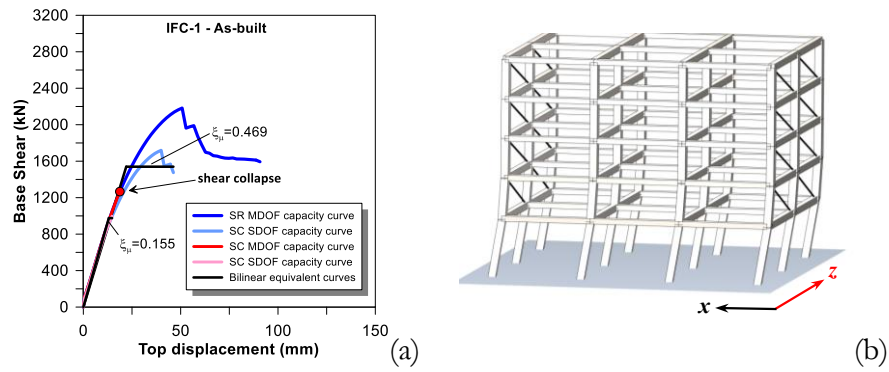 IFC-1 - As-built
Base Shear (kN)
3200
2800
2400
2000
1600
1200
800
400
0
ξμ=0.469
shear collapse
ξμ=0.155
SR MDOF capacity curve
SC SDOF capacity curve
SC MDOF capacity curve
SC SDOF capacity curve
Bilinear equivalent curves
0 50 100 150
Top displacement (mm)
(a)
z
x
(b)